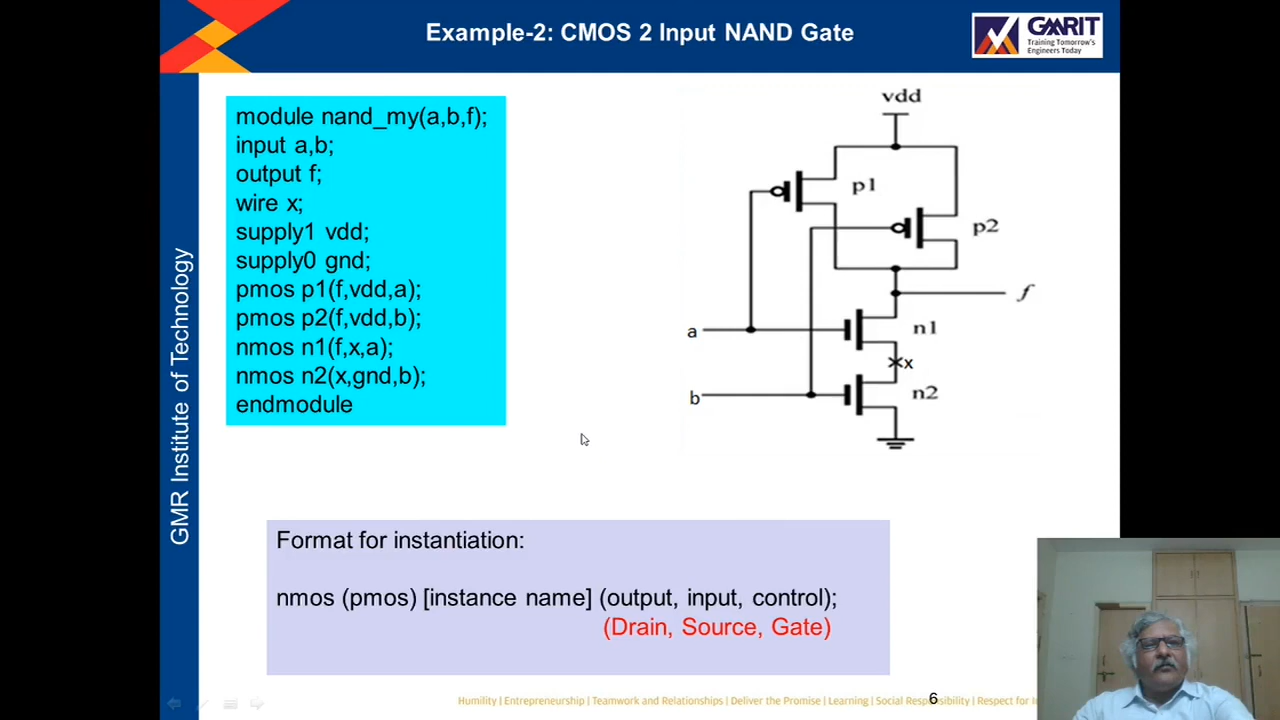 Example-2: CMOS 2 Input NAND Gate
GMRIT
Training Tomorrow's
Engineers Today
GMR Institute of Technology
module nand_my(a,b,f);
input a,b;
output f;
wire x;
supply1 vdd;
supply0 gnd;
pmos p1(f,vdd,a);
pmos p2(f,vdd,b);
nmos n1(f,x,a);
nmos n2(x,gnd,b);
endmodule
vdd
p1
p2
f
a
n1
x
b
n2
Format for instantiation:
nmos (pmos) [instance name] (output, input, control);
(Drain, Source, Gate)
6
Humility | Entrepreneurship | Teamwork and Relationships | Deliver the Promise | Learning | Social Responsibility | Respect for